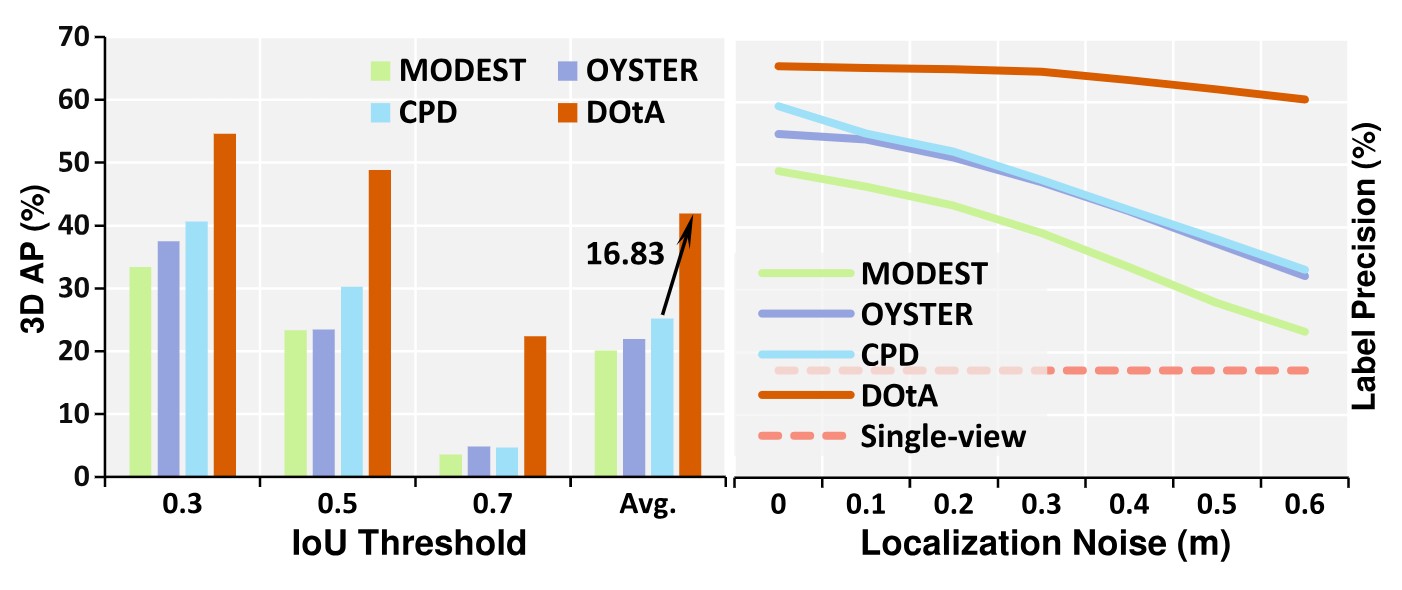 70
60
50
40
30
20
10
0
3D AP (%)
MODEST OYSTER
CPD DOtA
16.83
0.3 0.5 0.7 Avg.
IoU Threshold
MODEST
OYSTER
CPD
DOtA
Single-view
0 0.1 0.2 0.3 0.4 0.5 0.6
Localization Noise (m)
Label Precision (%)